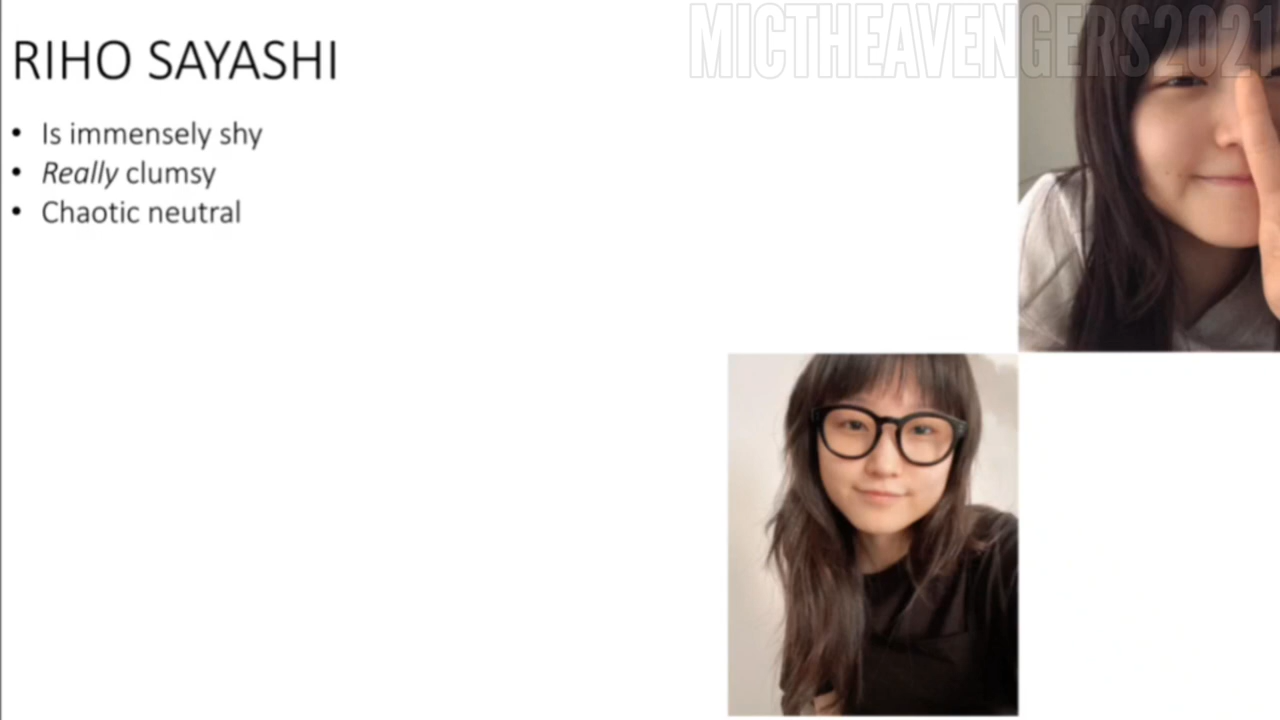 MICTHEAVENGERS2021
RIHO SAYASHI
• Is immensely shy
• Really clumsy
• Chaotic neutral